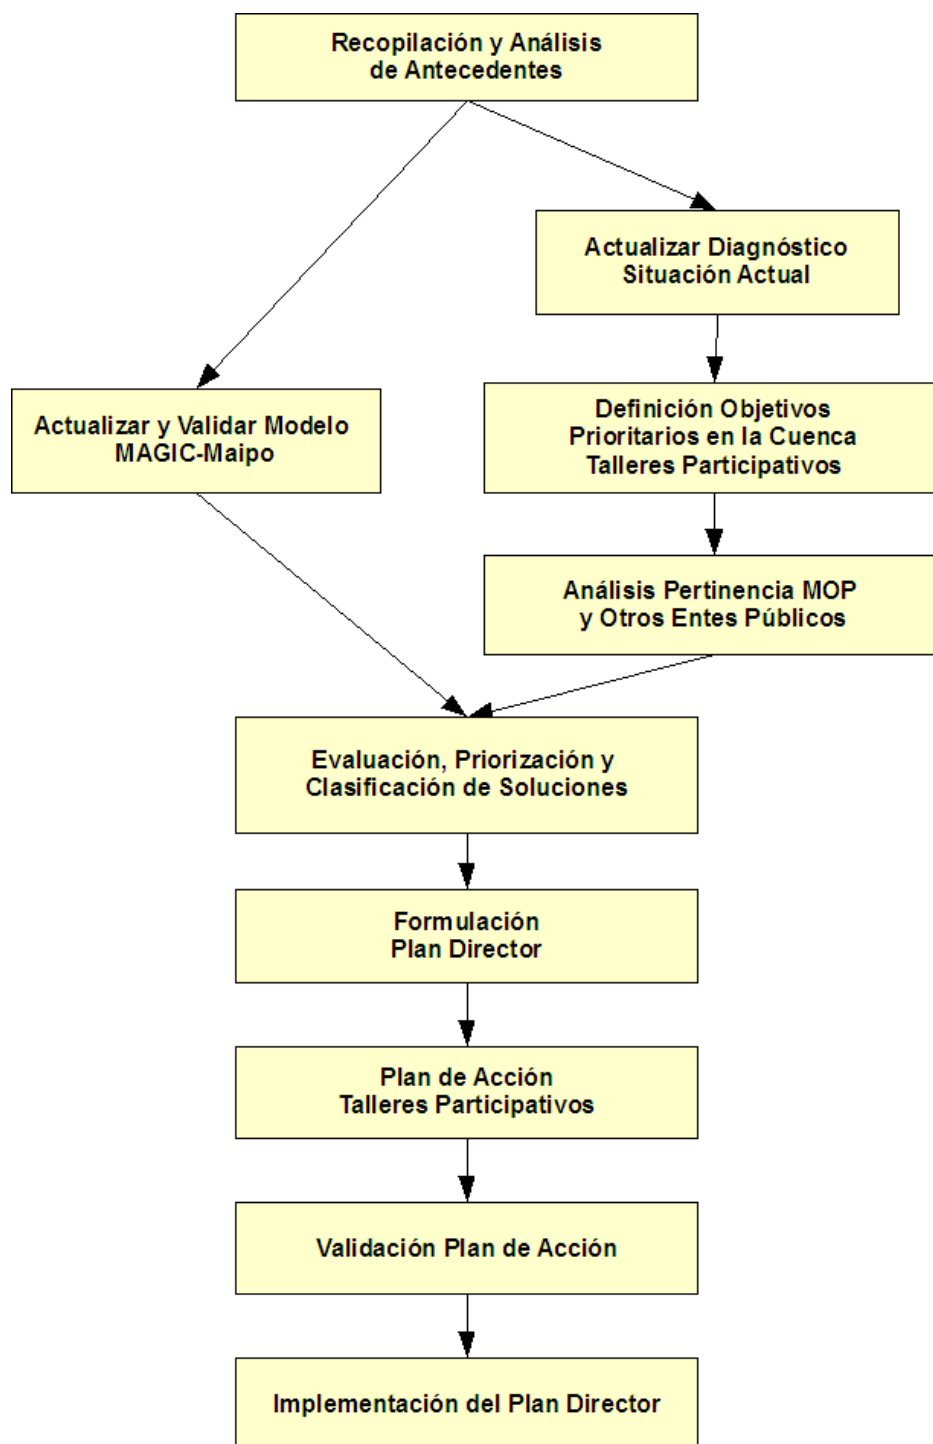 Recopilación y Análisis
de Antecedentes
Actualizar Diagnóstico
Situación Actual
Actualizar y Validar Modelo
MAGIC-Maipo
Definición Objetivos
Prioritarios en la Cuenca
Talleres Participativos
Análisis Pertinencia MOP
y Otros Entes Públicos
Evaluación, Priorización y
Clasificación de Soluciones
Formulación
Plan Director
Plan de Acción
Talleres Participativos
Validación Plan de Acción
Implementación del Plan Director